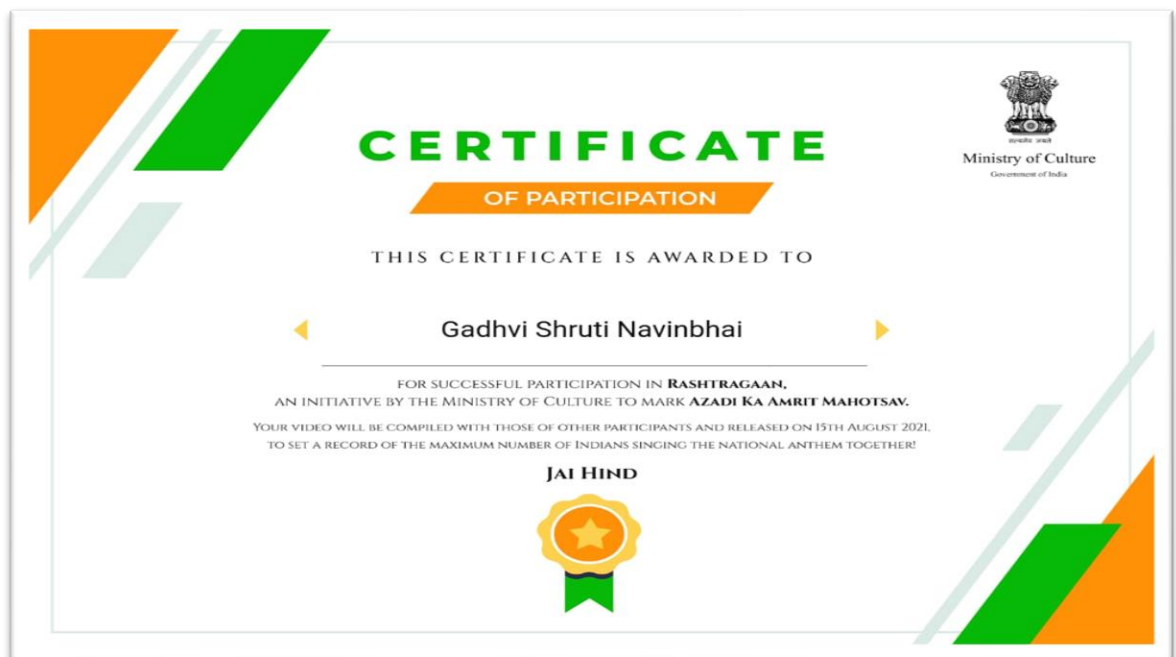 CERTIFICATE
OF PARTICIPATION
सत्यमेव जयते
Ministry of Culture
Government of India
THIS CERTIFICATE IS AWARDED TO
Gadhvi Shruti Navinbhai
FOR SUCCESSFUL PARTICIPATION IN RASHTRAGAAN,
AN INITIATIVE BY THE MINISTRY OF CULTURE TO MARK AZADI KA AMRIT MAHOTSAV.
YOUR VIDEO WILL BE COMPILED WITH THOSE OF OTHER PARTICIPANTS AND RELEASED ON 15TH AUGUST 2021.
TO SET A RECORD OF THE MAXIMUM NUMBER OF INDIANS SINGING THE NATIONAL ANTHEM TOGETHER!
JAI HIND